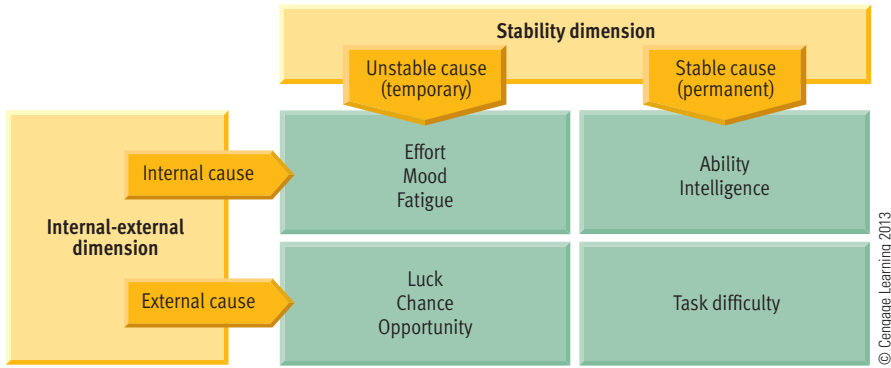 Stability dimension
Unstable cause
(temporary)
Stable cause
(permanent)
Internal-external
dimension
Internal cause
Effort
Mood
Fatigue
Ability
Intelligence
External cause
Luck
Chance
Opportunity
Task difficulty
© Cengage Learning 2013